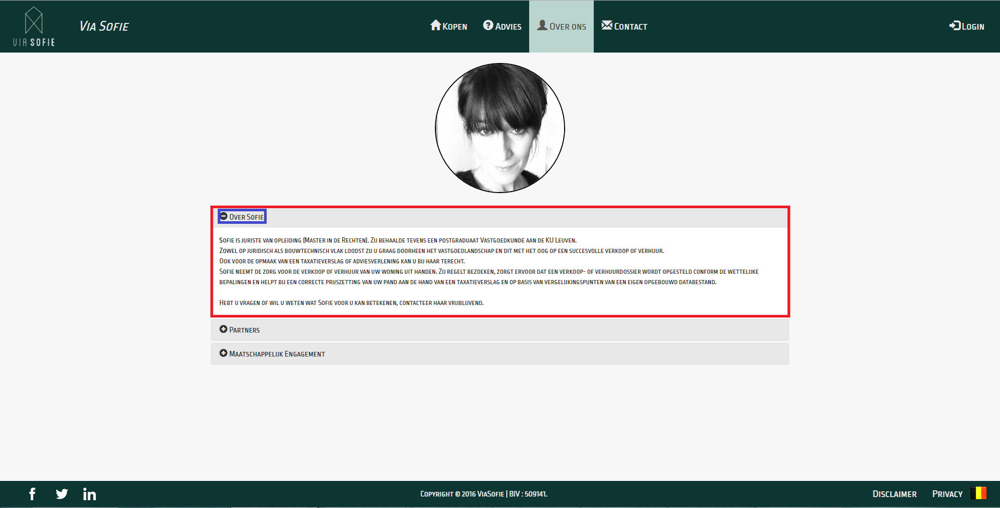 VIA SOFIE
Via Sofie
Kopen
Advies
Over ons
Contact
Login
Over Sofie
Sofie is juriste van opleiding (Master in de Rechten). Zij behaalde tevens een postgraduaat Vastgoedkunde aan de KU Leuven.
Zowel op juridisch als bouwtechnisch vlak loodst zij u graag doorheen het vastgoedlandschap en dit met het oog op een succesvolle verkoop of verhuur.
Ook voor de opmaak van een taxatieverslag of adviesverlening kan u bij haar terecht.
Sofie neemt de zorg voor de verkoop of verhuur van uw woning uit handen. Zij regelt bezoeken, zorgt ervoor dat een verkoop- of verhuurdossier wordt opgesteld conform de wettelijke
bepalingen en helpt bij een correcte prijszetting van uw pand aan de hand van een taxatieverslag en op basis van vergelijkingspunten van een eigen opgebouwd databestand.
Hebt u vragen of wil u weten wat Sofie voor u kan betekenen, contacteer haar vrijblijvend.
Partners
Maatschappelijk Engagement
Copyright © 2016 ViaSofie | BIV : 509141.
Disclaimer
Privacy